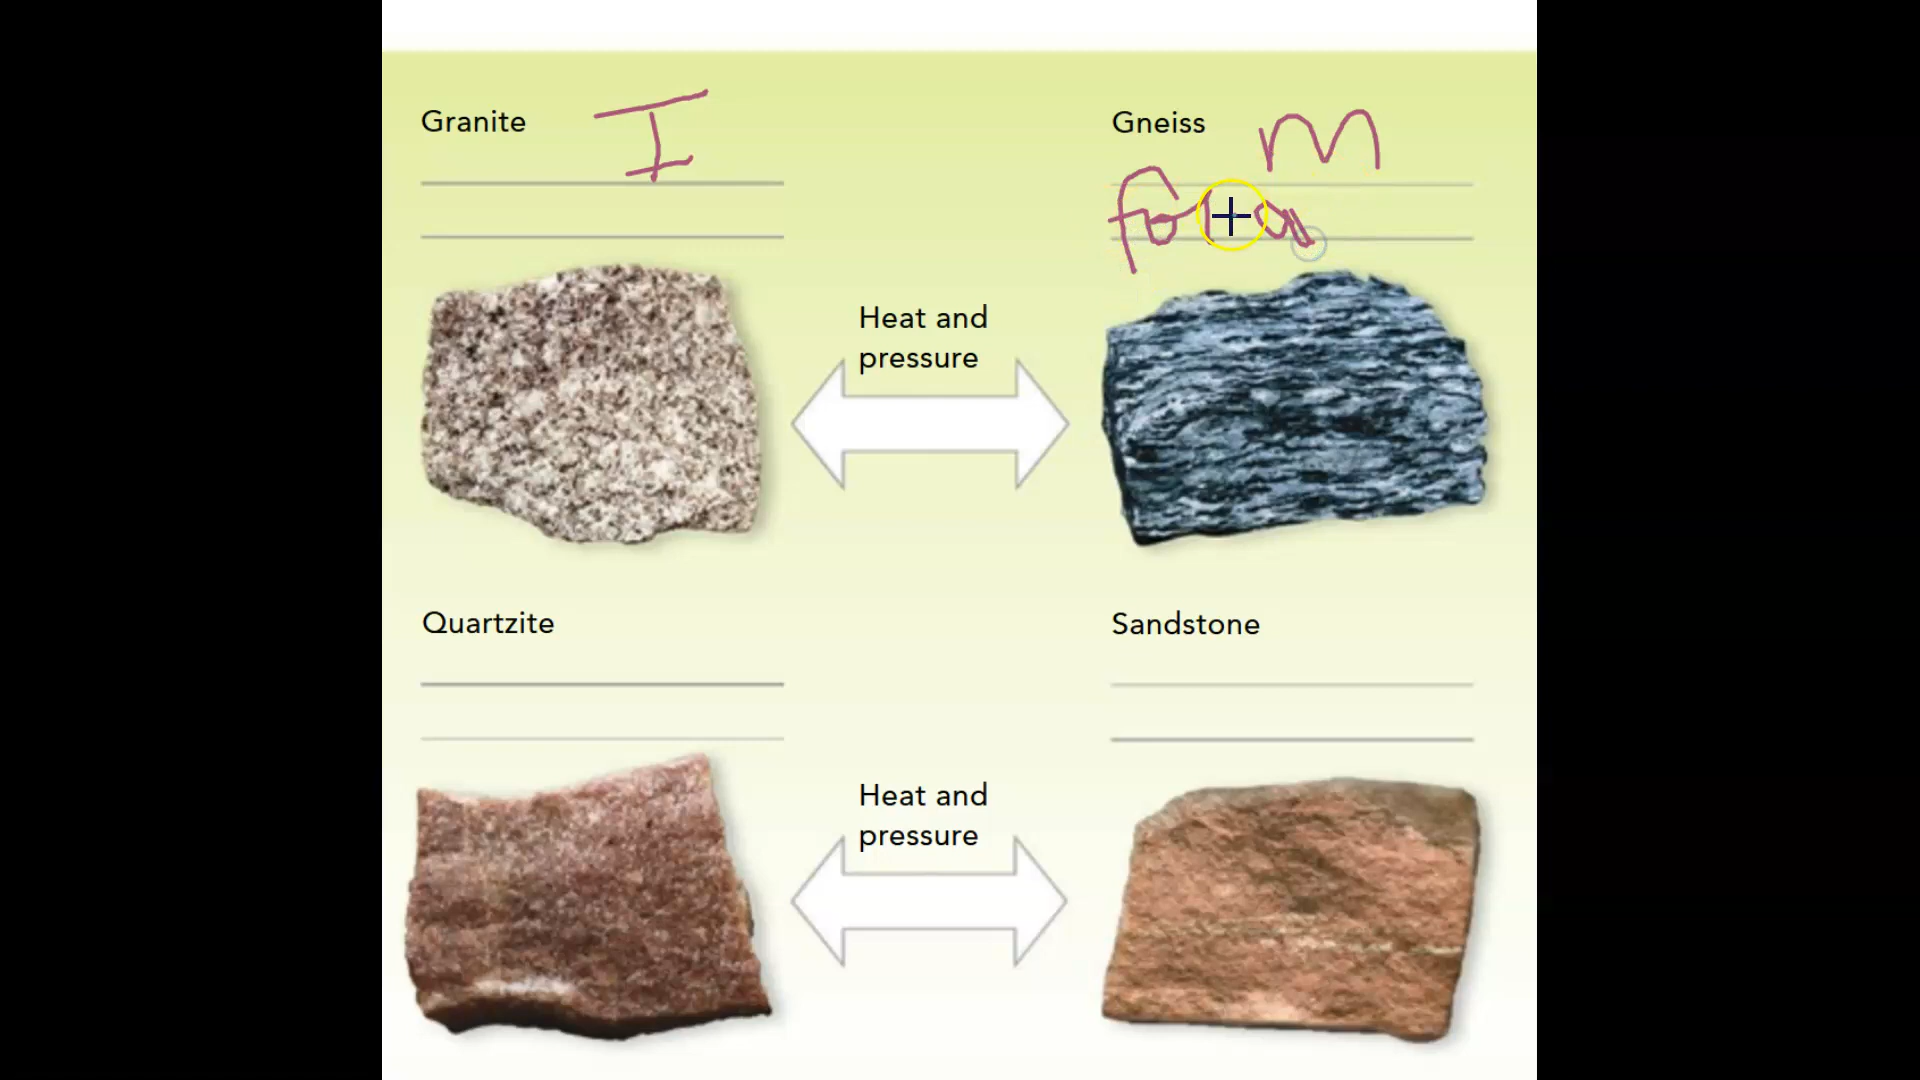 Granite I
Gneiss M
Heat and
pressure
Quartzite
Sandstone
Heat and
pressure